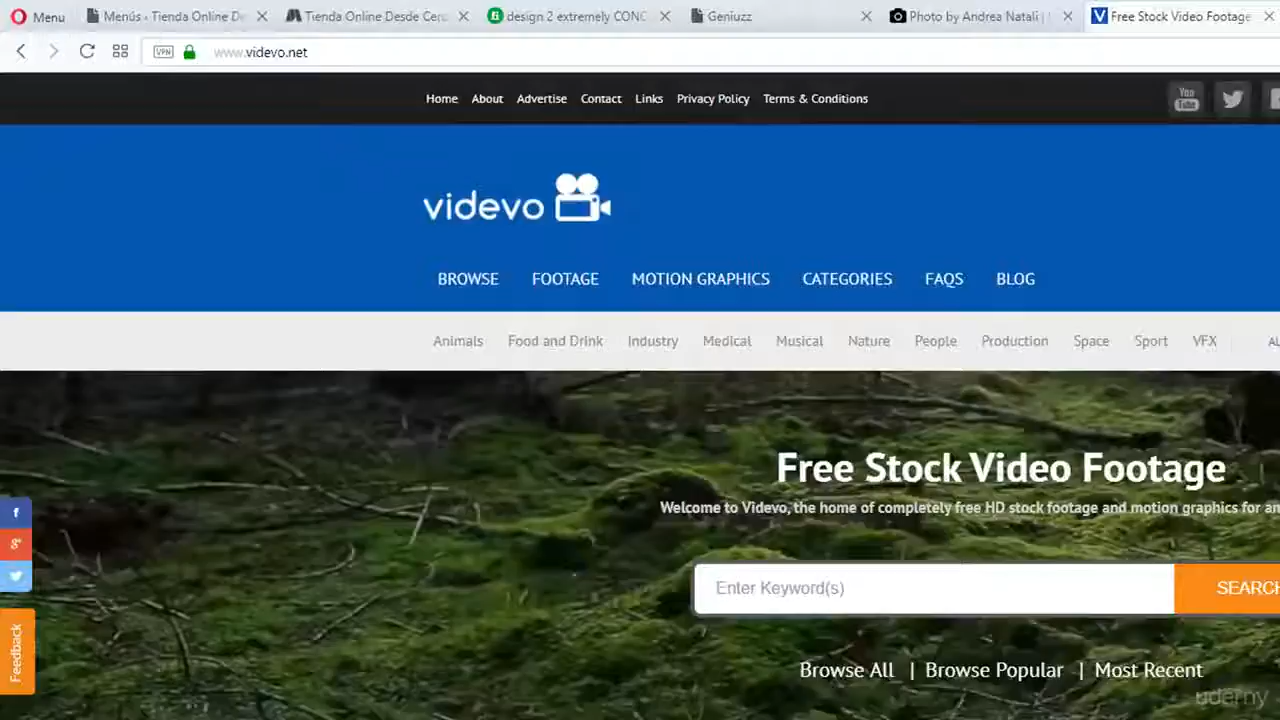 Menu Menús ‹ Tienda Online De Tienda Online Desde Cero design 2 extremely CONC Geniuzz Photo by Andrea Natali | Free Stock Video Footage
VPN www.videvo.net
Home About Advertise Contact Links Privacy Policy Terms & Conditions
You Tube
videvo
BROWSE FOOTAGE MOTION GRAPHICS CATEGORIES FAQS BLOG
Animals Food and Drink Industry Medical Musical Nature People Production Space Sport VFX
Free Stock Video Footage
Welcome to Videvo, the home of completely free HD stock footage and motion graphics for
Enter Keyword(s) SEARCH
Feedback
Browse All | Browse Popular | Most Recent
udemy